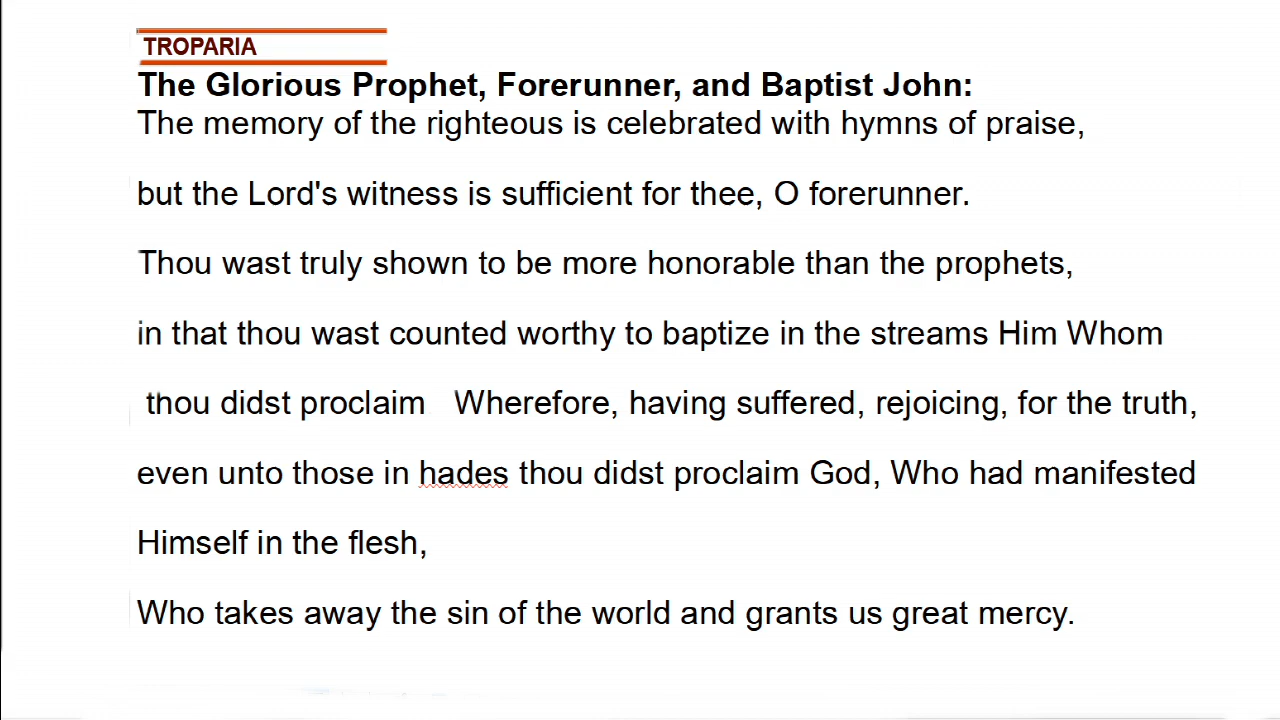 TROPARIA
The Glorious Prophet, Forerunner, and Baptist John:
The memory of the righteous is celebrated with hymns of praise,
but the Lord's witness is sufficient for thee, O forerunner.
Thou wast truly shown to be more honorable than the prophets,
in that thou wast counted worthy to baptize in the streams Him Whom
thou didst proclaim   Wherefore, having suffered, rejoicing, for the truth,
even unto those in hades thou didst proclaim God, Who had manifested
Himself in the flesh,
Who takes away the sin of the world and grants us great mercy.